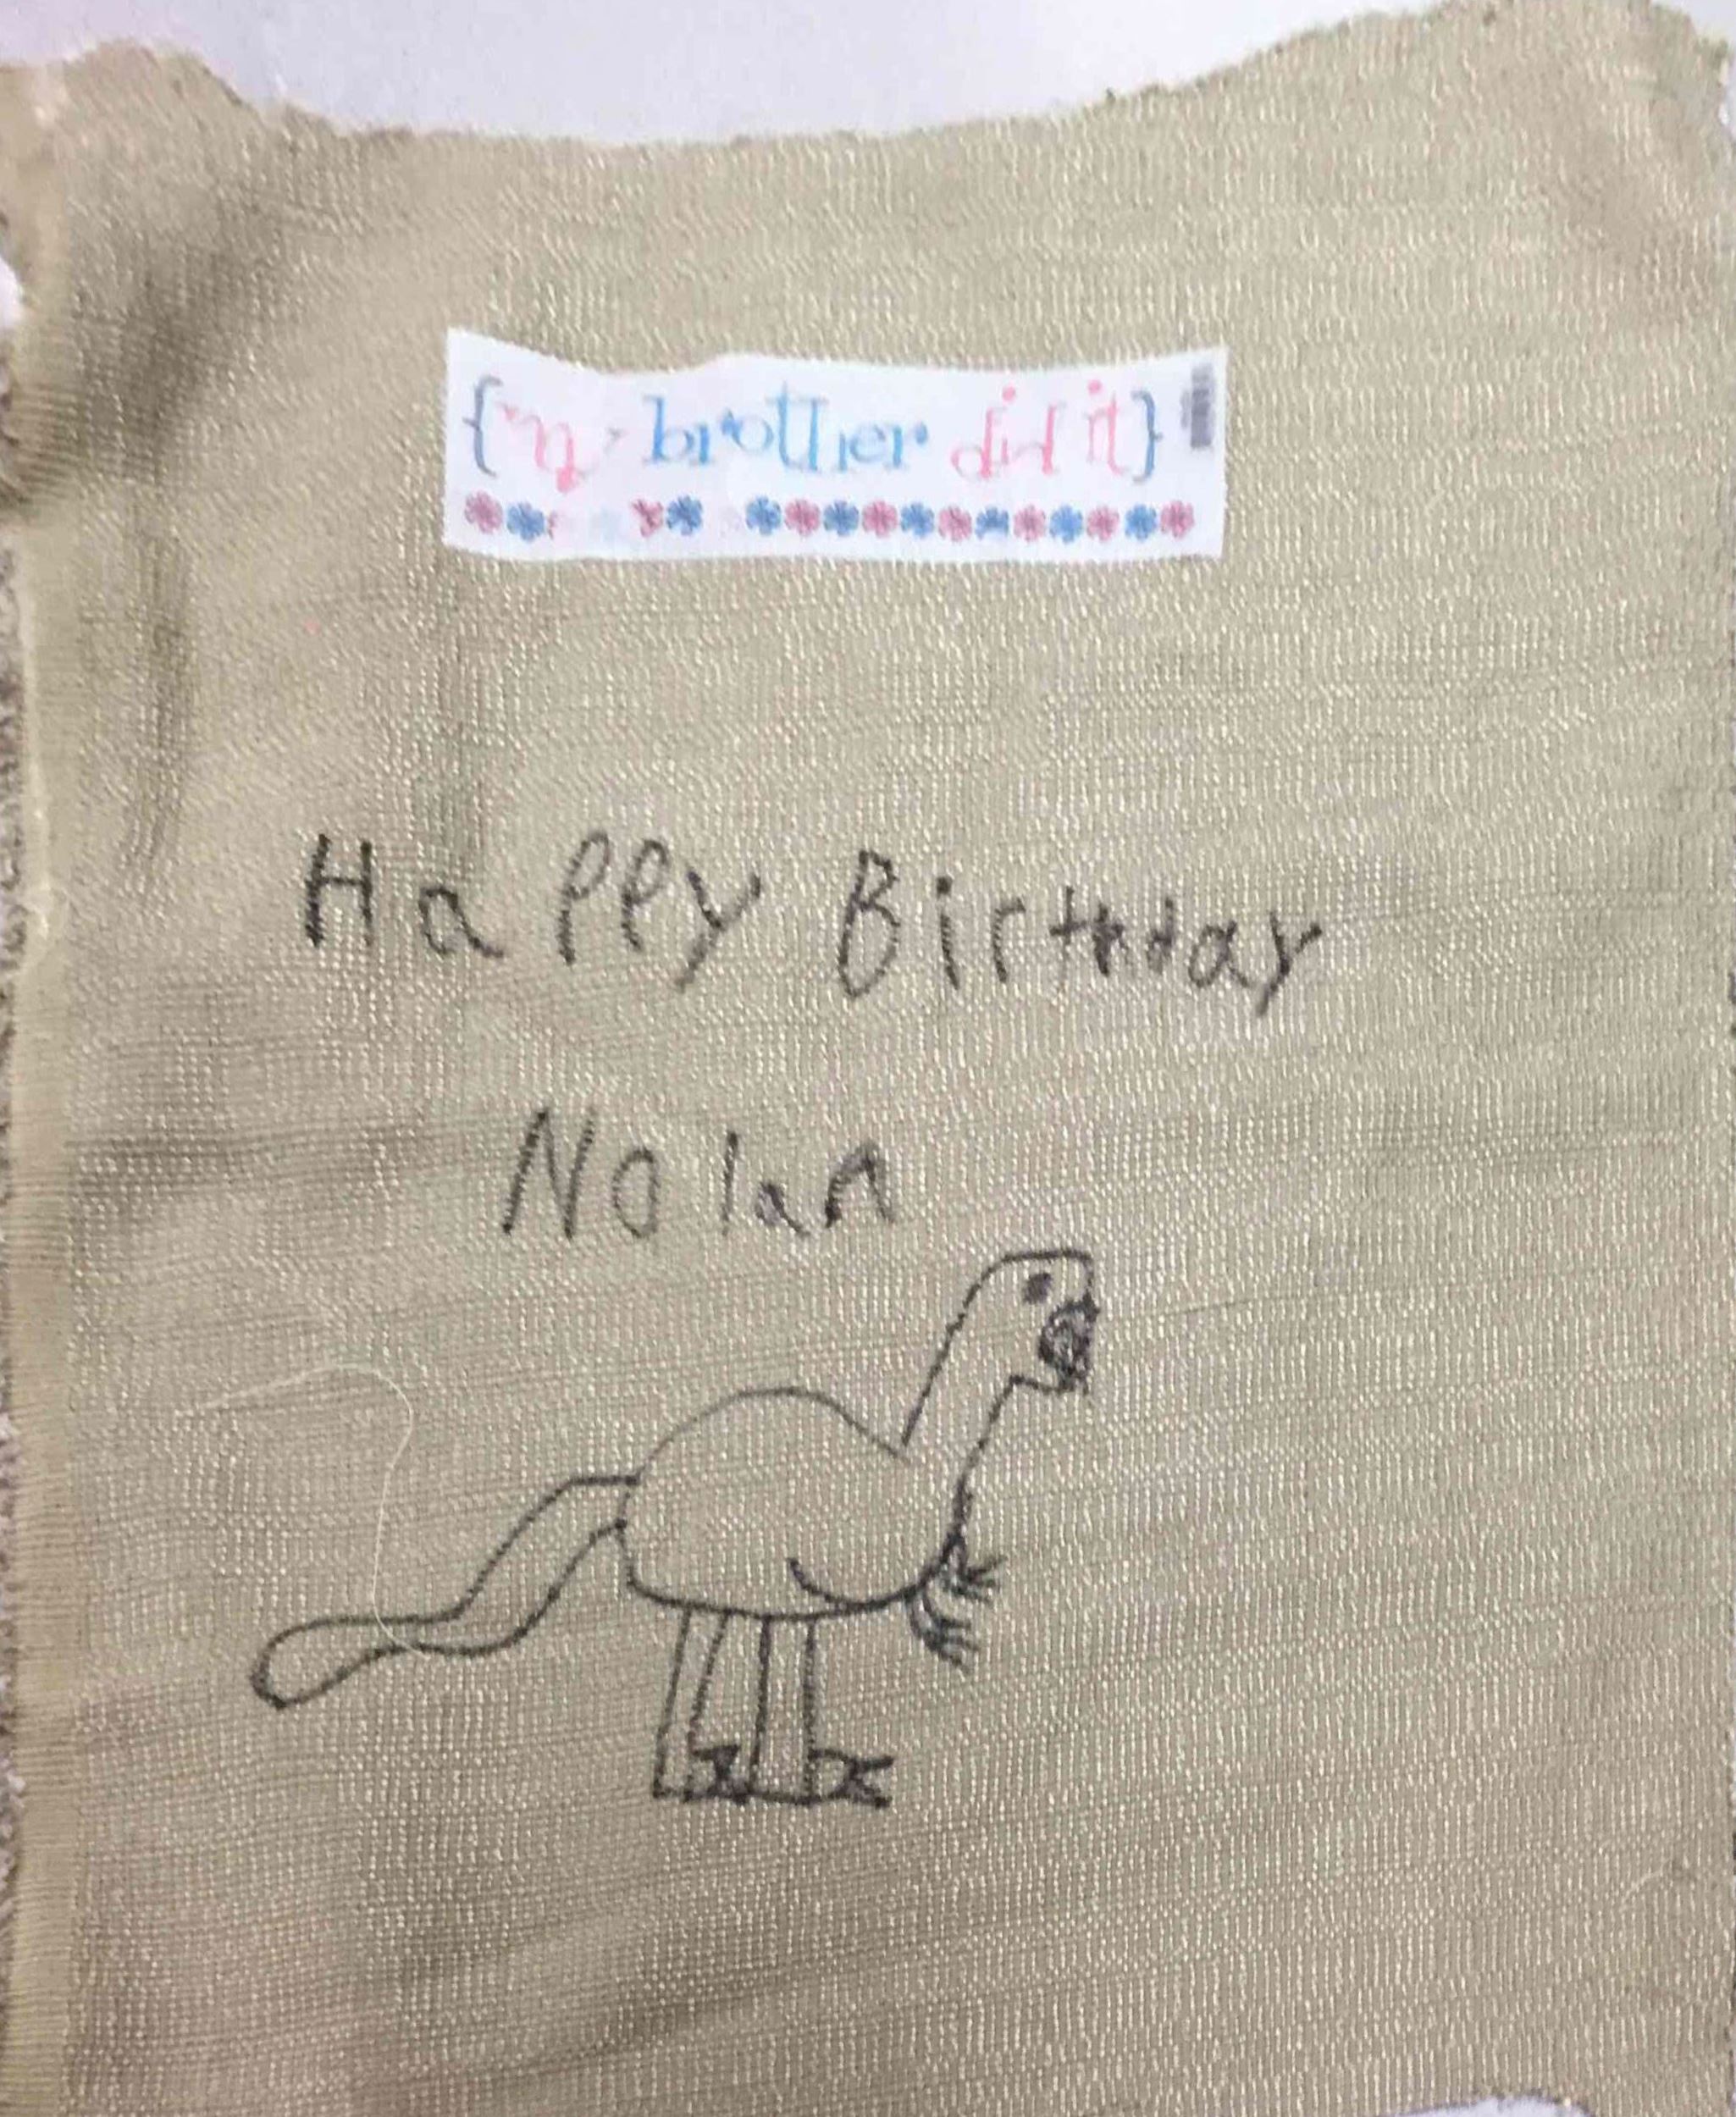 {my brother did it}
Happy Birthday
Nolan